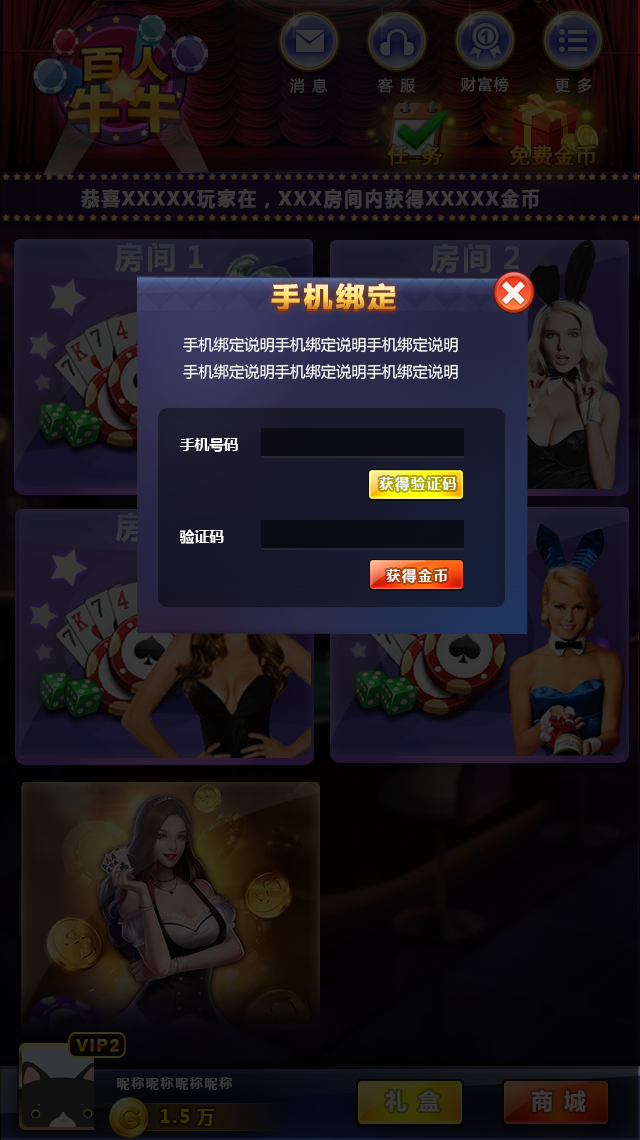 百人
牛牛
消息
客服
财富榜
更多
任务
免费金币
恭喜XXXXX玩家在，XXX房间内获得XXXXX金币
房间 1
房间 2
手机绑定
手机绑定说明手机绑定说明手机绑定说明
手机绑定说明手机绑定说明手机绑定说明
手机号码
获得验证码
验证码
获得金币
房
VIP2
昵称昵称昵称昵称
1.5 万
礼盒
商城